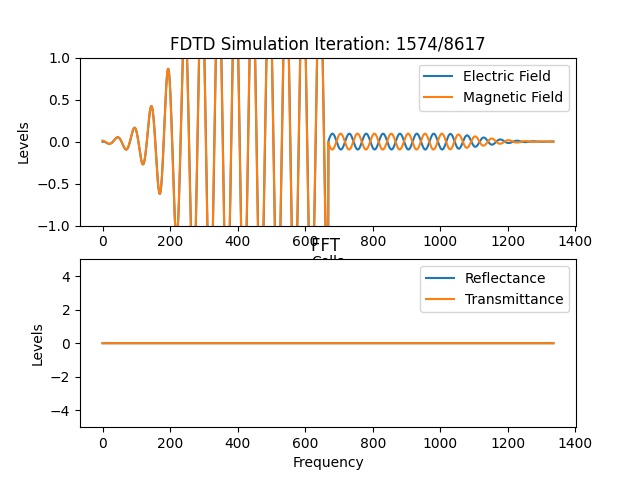 FDTD Simulation Iteration: 1574/8617
1.0
0.5
0.0
−0.5
−1.0
Levels
Electric Field
Magnetic Field
0 200 400 600 800 1000 1200 1400
Cells
FFT
4
2
0
−2
−4
Levels
Reflectance
Transmittance
0 200 400 600 800 1000 1200 1400
Frequency